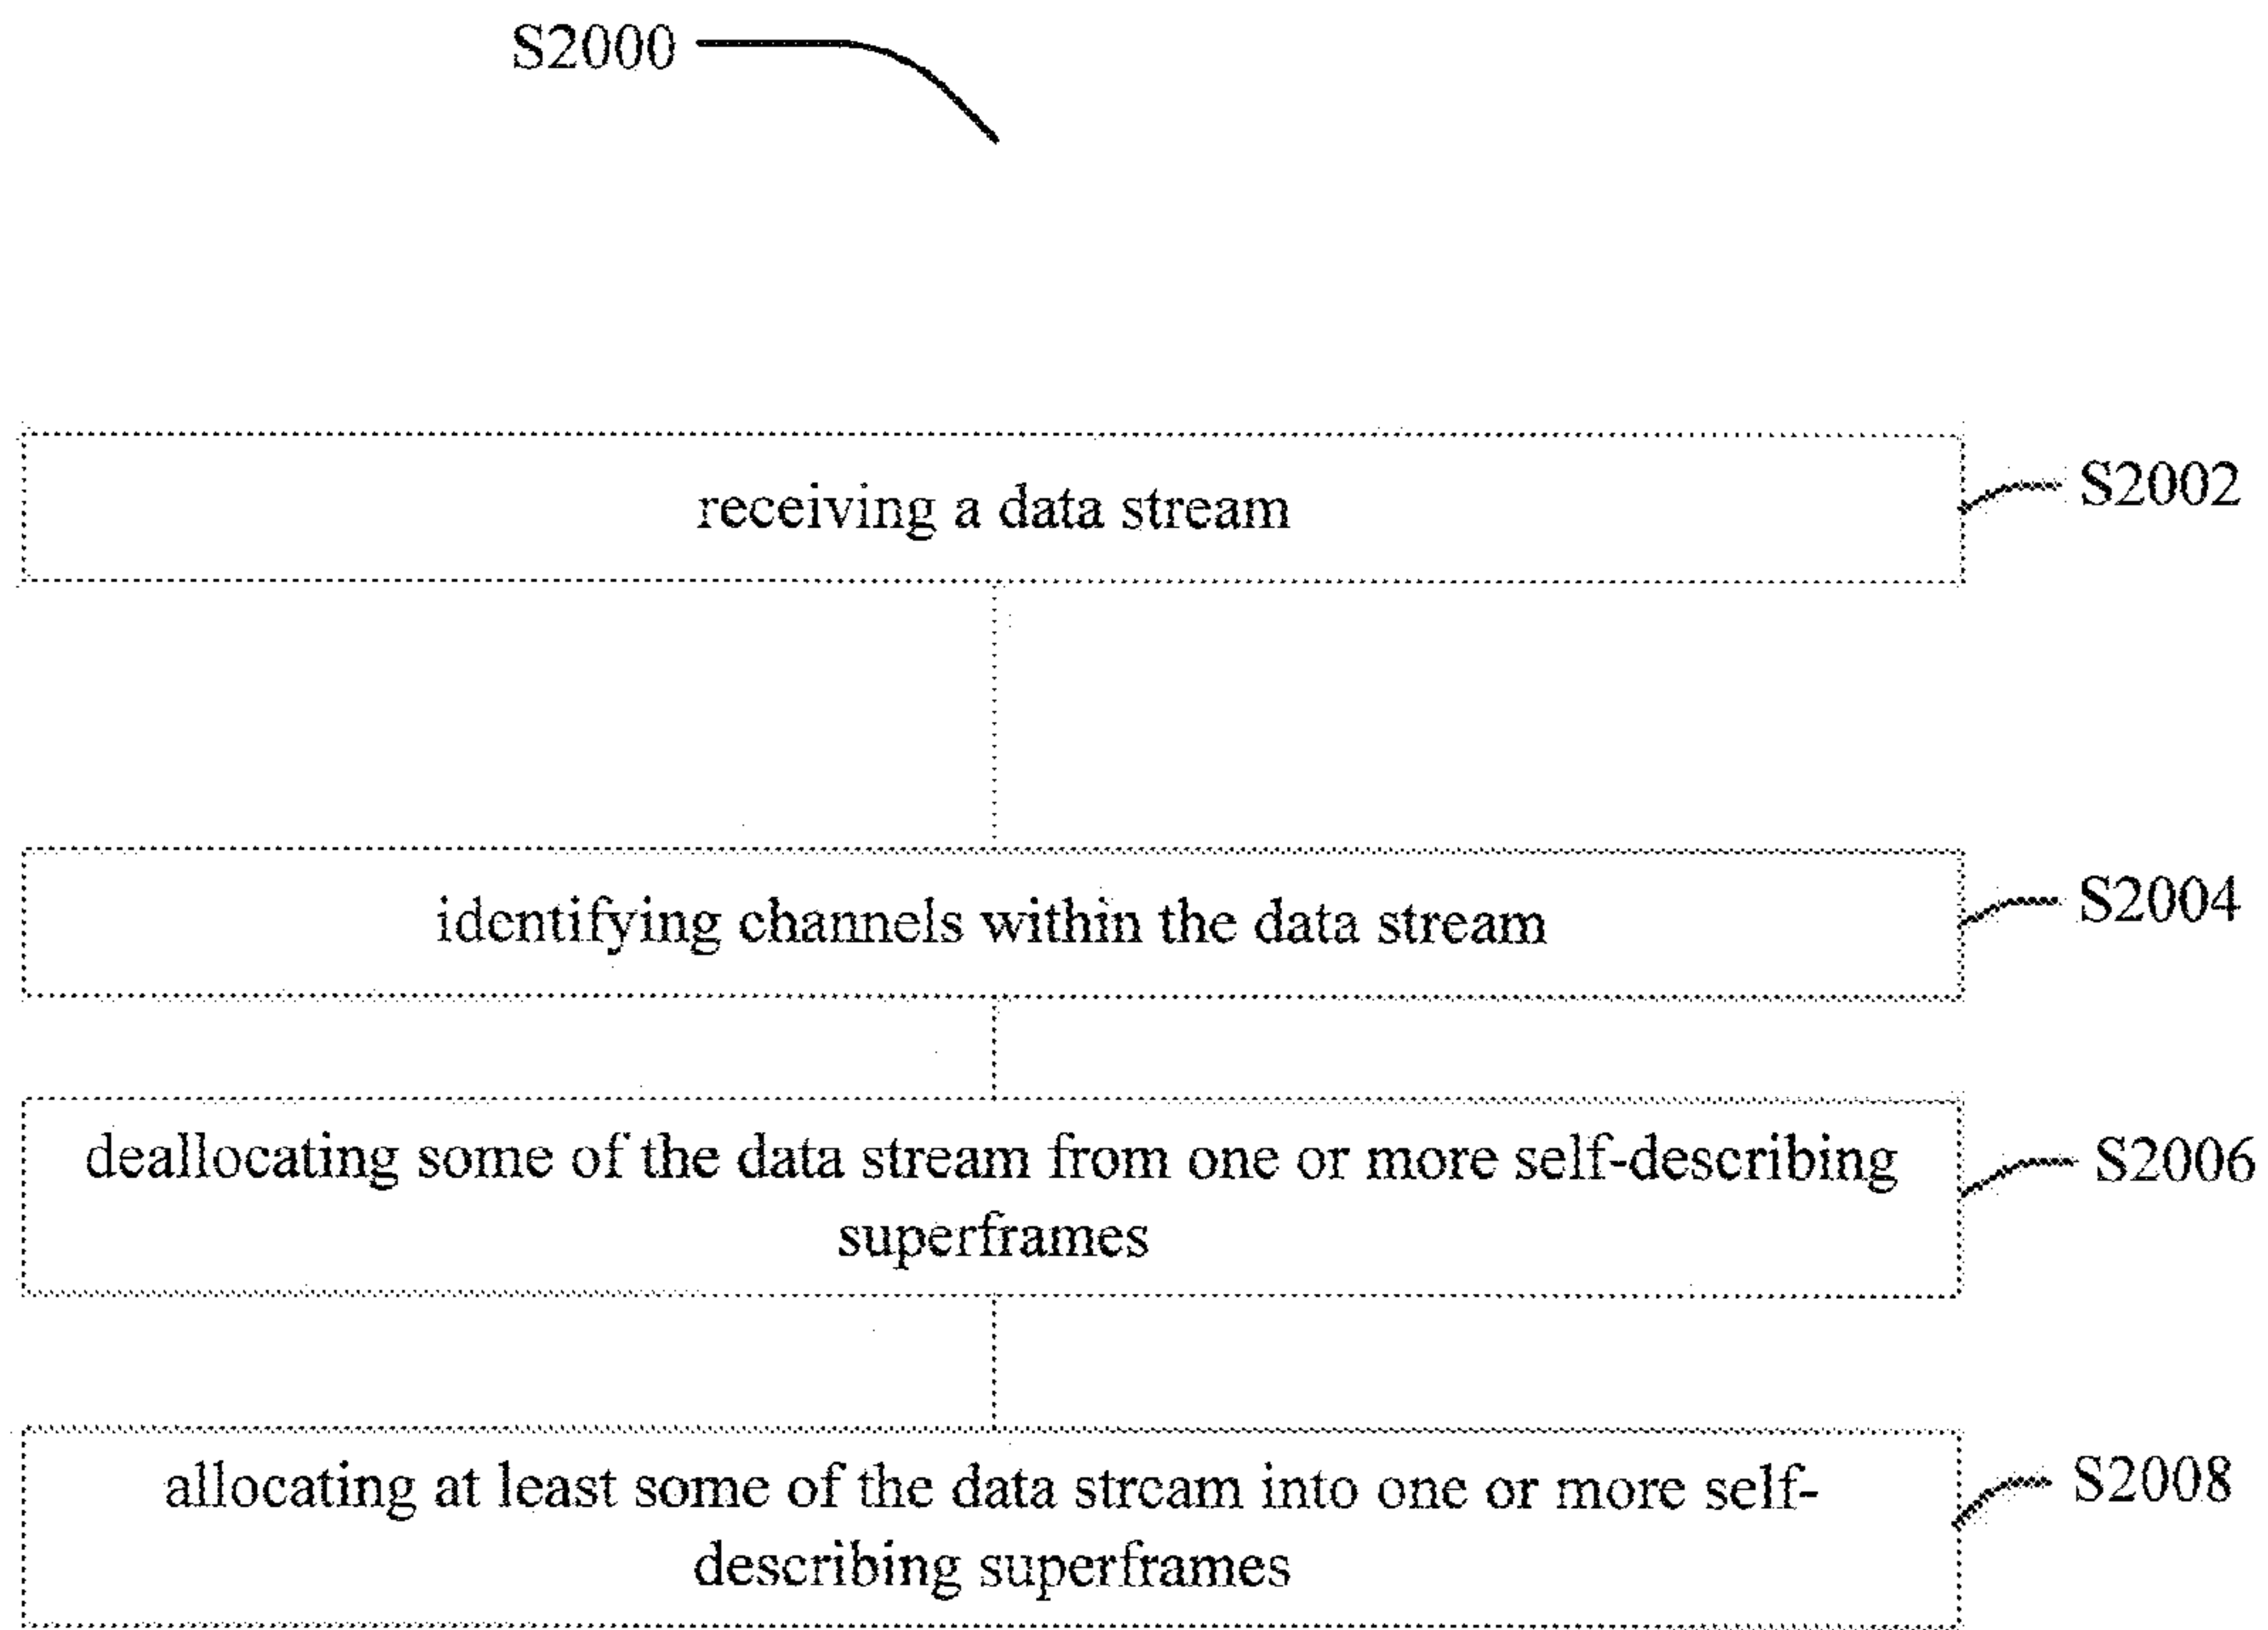 S2000
receiving a data stream
S2002
identifying channels within the data stream
S2004
deallocating some of the data stream from one or more self-describing
superframes
S2006
allocating at least some of the data stream into one or more self-
describing superframes
S2008